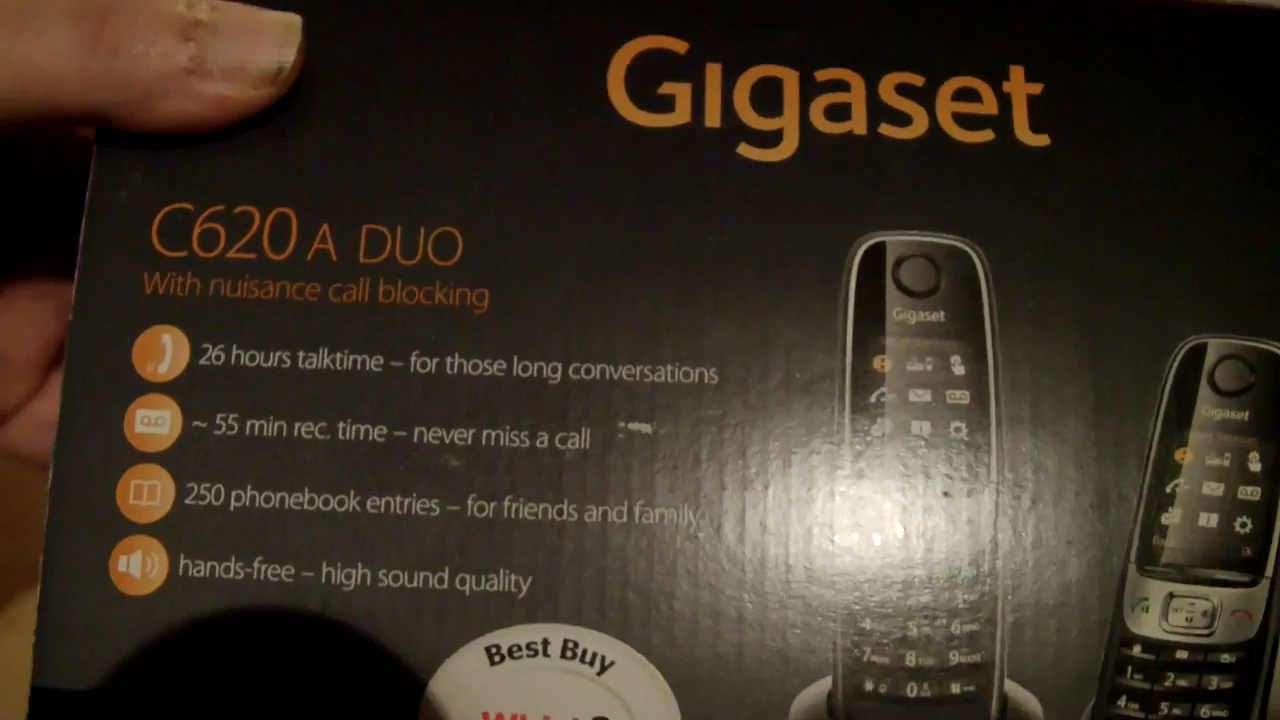 Gigaset
C620 A DUO
With nuisance call blocking
26 hours talktime – for those long conversations
~ 55 min rec. time – never miss a call
250 phonebook entries – for friends and family
hands-free – high sound quality
Best Buy
Gigaset
Gigaset